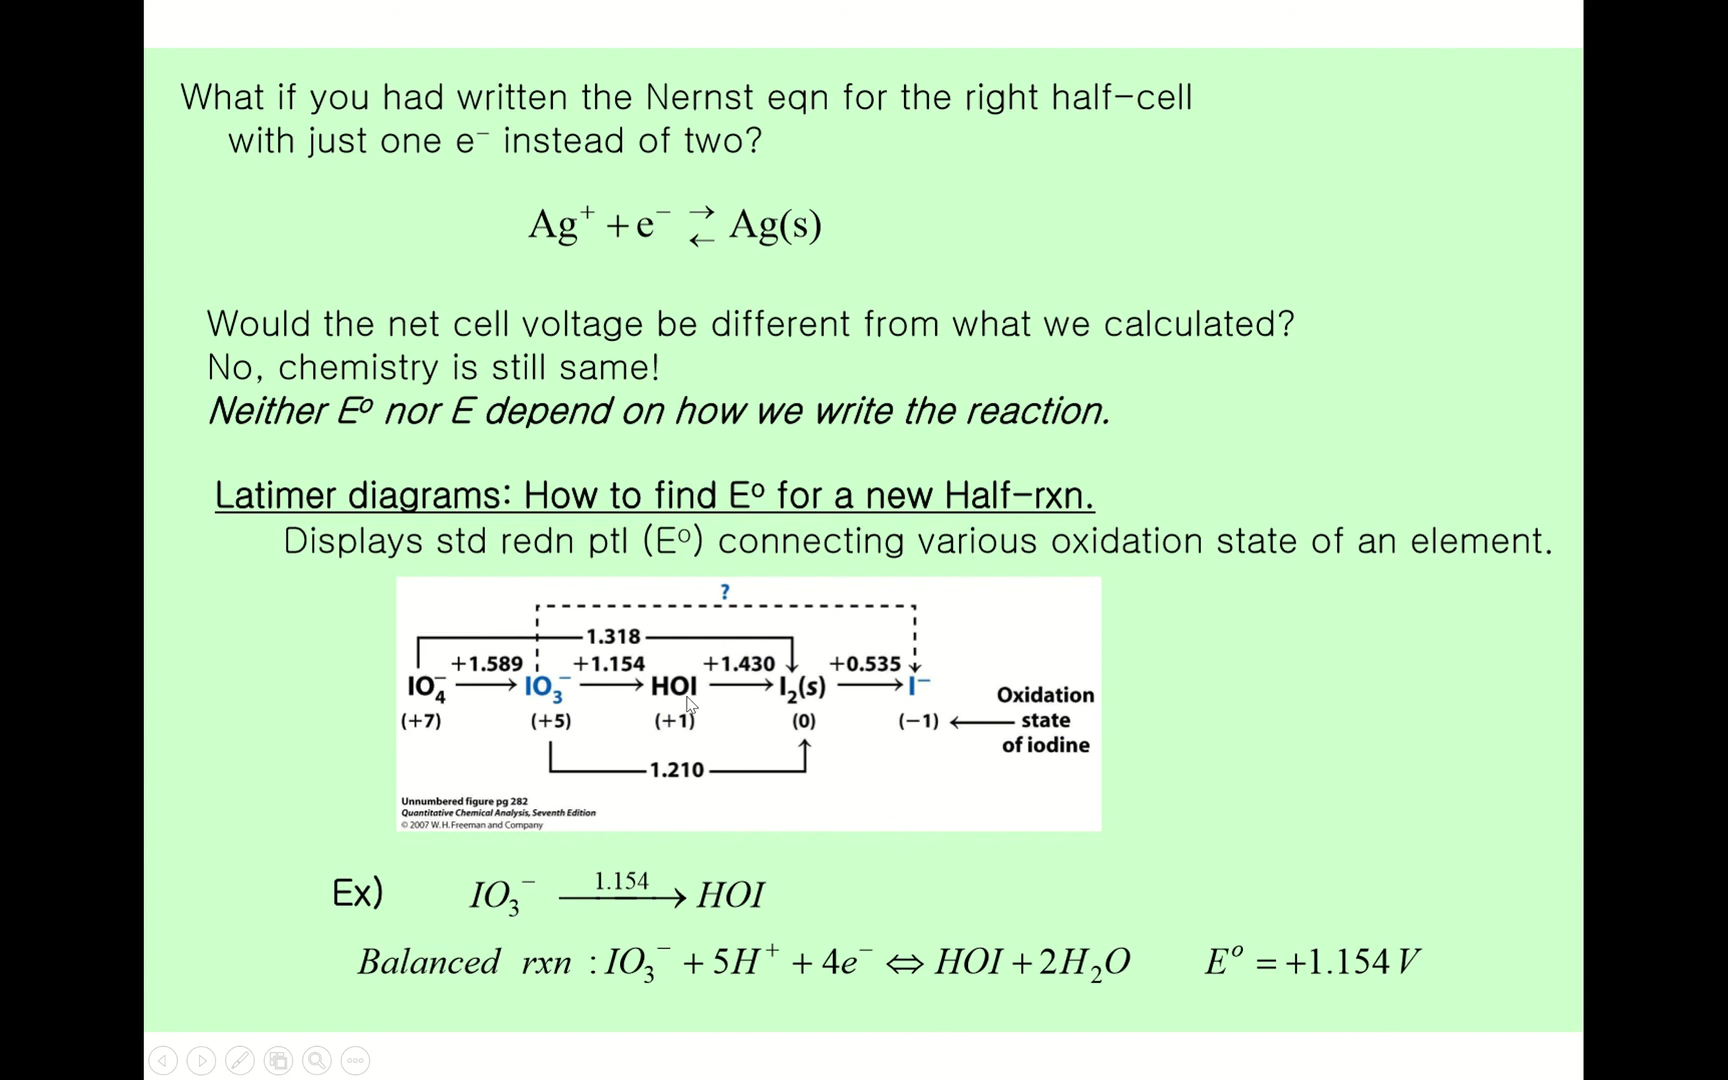 What if you had written the Nernst eqn for the right half-cell
with just one e⁻ instead of two?
Ag⁺ + e⁻ ⇄ Ag(s)
Would the net cell voltage be different from what we calculated?
No, chemistry is still same!
Neither Eº nor E depend on how we write the reaction.
Latimer diagrams: How to find Eº for a new Half-rxn.
Displays std redn ptl (Eº) connecting various oxidation state of an element.
?
1.318
+1.589 +1.154 +1.430 +0.535
IO₄⁻ → IO₃⁻ → HOI → I₂(s) → I⁻
(+7) (+5) (+1) (0) (−1) ← Oxidation
state
of iodine
1.210
Unnumbered figure pg 282
Quantitative Chemical Analysis, Seventh Edition
© 2007 W.H. Freeman and Company
Ex) IO₃⁻ —1.154→ HOI
Balanced rxn : IO₃⁻ + 5H⁺ + 4e⁻ ⇔ HOI + 2H₂O Eº = +1.154 V